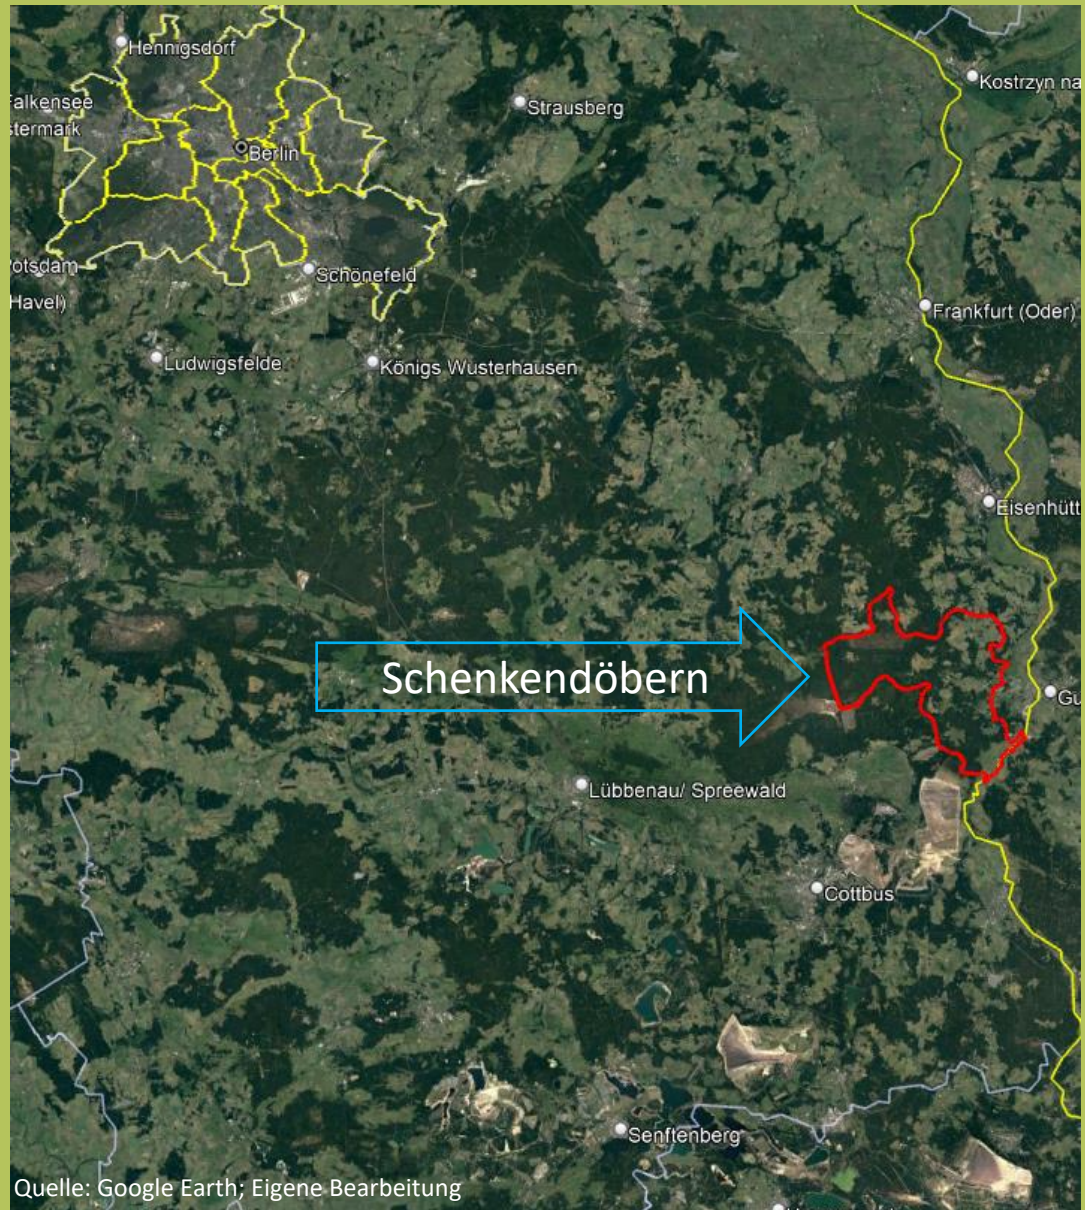 Hennigsdorf
Kostrzyn na
Falkensee
Strausberg
stermark
Berlin
Potsdam
Schönefeld
Havel)
Frankfurt (Oder)
Ludwigsfelde
Königs Wusterhausen
Eisenhütt
Schenkendöbern
Gu
Lübbenau/ Spreewald
Cottbus
Senftenberg
Quelle: Google Earth; Eigene Bearbeitung